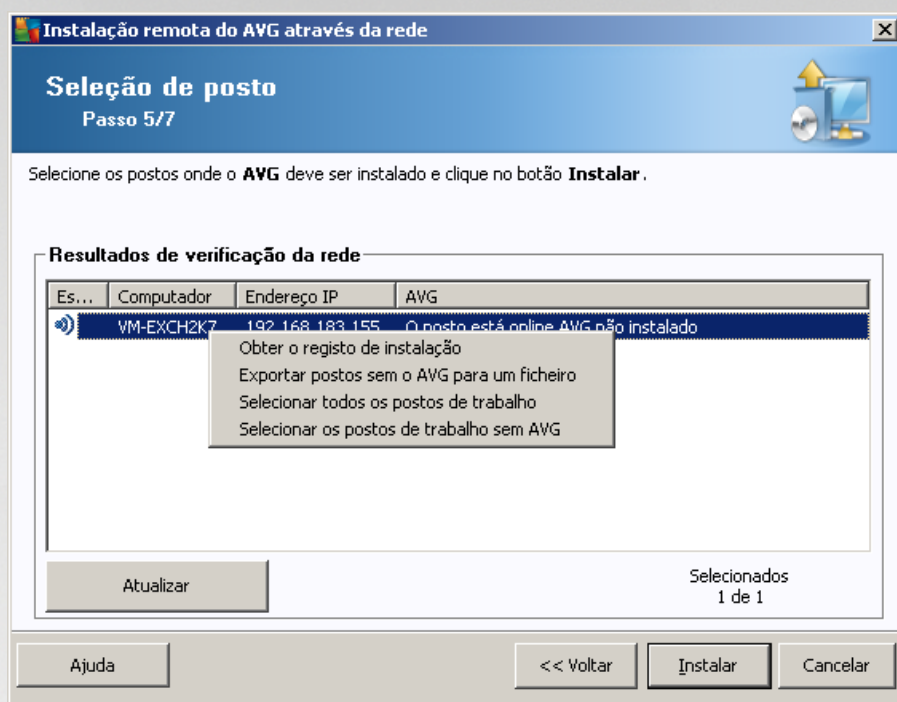 Instalação remota do AVG através da rede
Seleção de posto
Passo 5/7
Selecione os postos onde o AVG deve ser instalado e clique no botão Instalar.
Resultados de verificação da rede
Es... Computador Endereço IP AVG
VM-EXCH2K7 192.168.183.155 O posto está online AVG não instalado
Obter o registo de instalação
Exportar postos sem o AVG para um ficheiro
Selecionar todos os postos de trabalho
Selecionar os postos de trabalho sem AVG
Atualizar
Selecionados
1 de 1
Ajuda << Voltar Instalar Cancelar